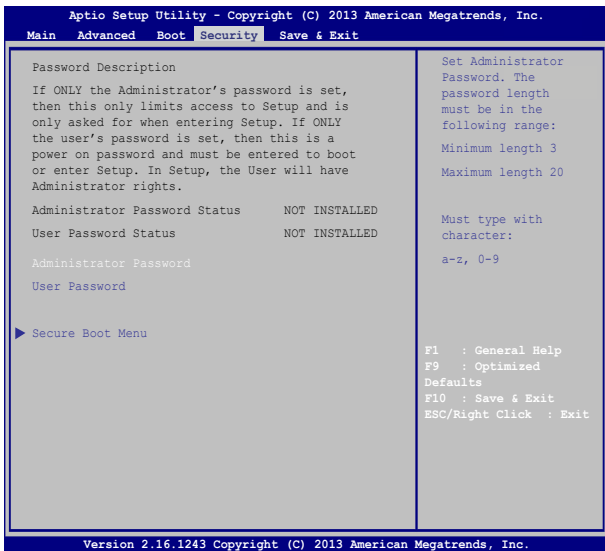 Aptio Setup Utility - Copyright (C) 2013 American Megatrends, Inc.
Main Advanced Boot Security Save & Exit
Password Description
If ONLY the Administrator's password is set,
then this only limits access to Setup and is
only asked for when entering Setup. If ONLY
the user's password is set, then this is a
power on password and must be entered to boot
or enter Setup. In Setup, the User will have
Administrator rights.
Administrator Password Status NOT INSTALLED
User Password Status NOT INSTALLED
Administrator Password
User Password
Secure Boot Menu
Set Administrator
Password. The
password length
must be in the
following range:
Minimum length 3
Maximum length 20
Must type with
character:
a-z, 0-9
F1 : General Help
F9 : Optimized
Defaults
F10 : Save & Exit
ESC/Right Click : Exit
Version 2.16.1243 Copyright (C) 2013 American Megatrends, Inc.